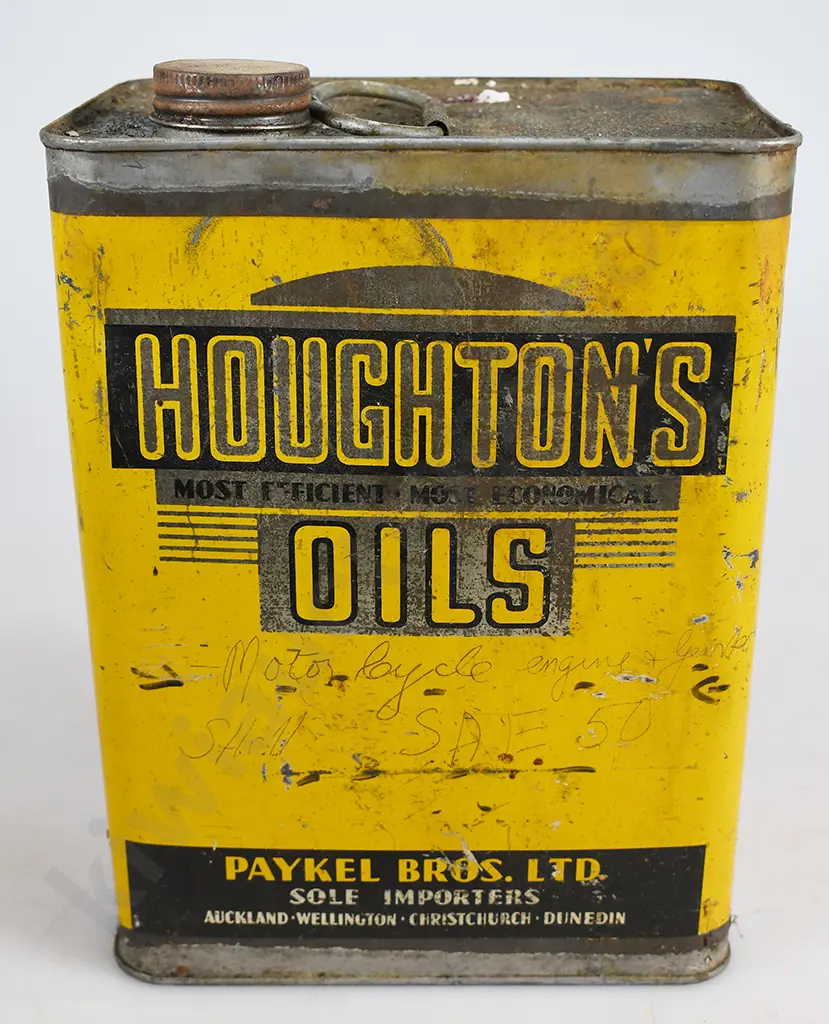 HOUGHTON'S
MOST EFFICIENT · MOST ECONOMICAL
OILS
- Motor Cycle engine &
Shell SAE 50
PAYKEL BROS. LTD.
SOLE IMPORTERS
AUCKLAND · WELLINGTON · CHRISTCHURCH · DUNEDIN